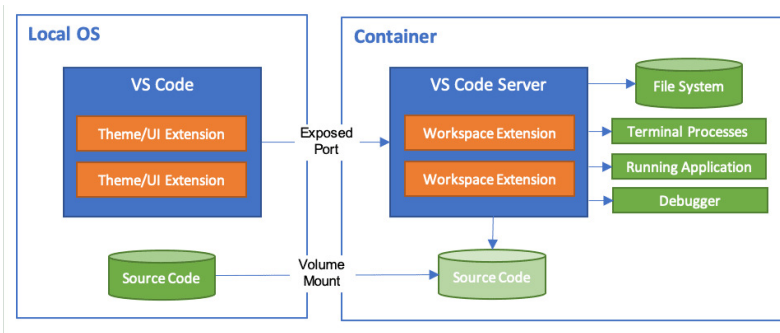 Local OS
VS Code
Theme/UI Extension
Theme/UI Extension
Source Code
Exposed
Port
Volume
Mount
Container
VS Code Server
Workspace Extension
Workspace Extension
File System
Terminal Processes
Running Application
Debugger
Source Code